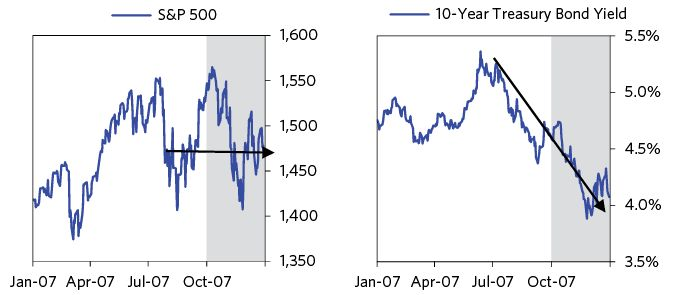 S&P 500
1,600
1,550
1,500
1,450
1,400
1,350
Jan-07 Apr-07 Jul-07 Oct-07
10-Year Treasury Bond Yield
5.5%
5.0%
4.5%
4.0%
3.5%
Jan-07 Apr-07 Jul-07 Oct-07